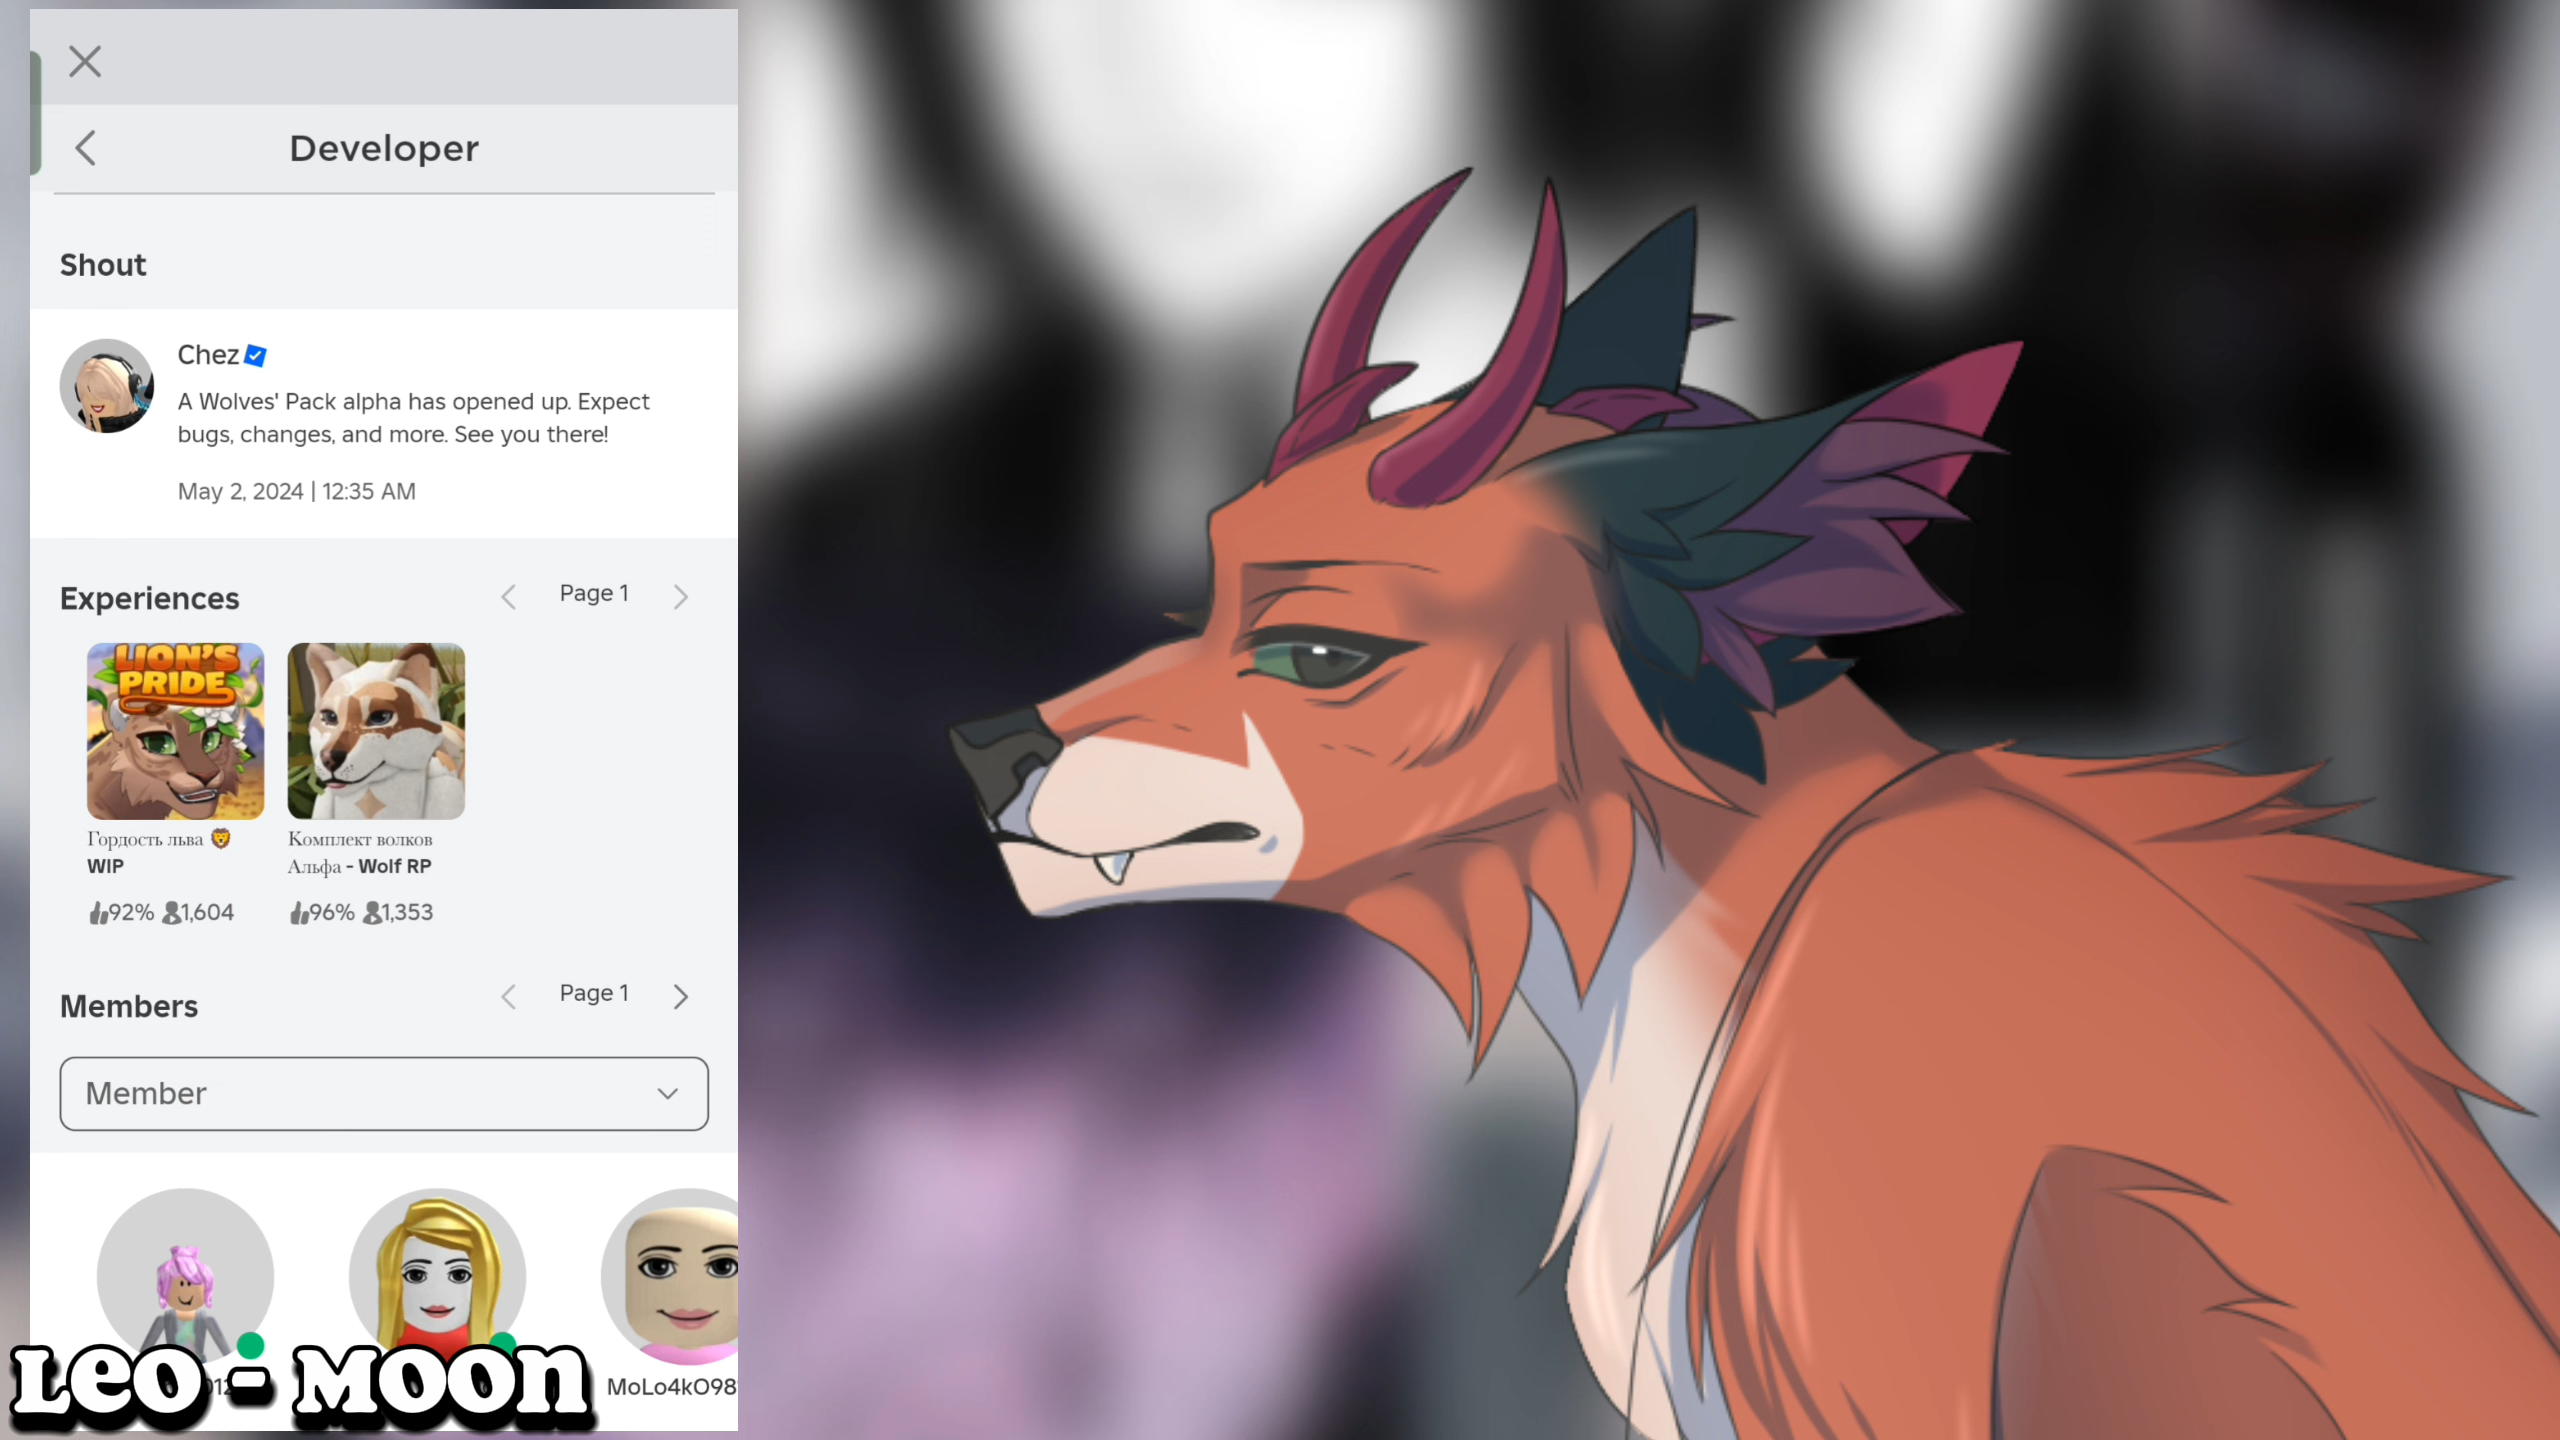 Developer
Shout
Chez
A Wolves' Pack alpha has opened up. Expect
bugs, changes, and more. See you there!
May 2, 2024 | 12:35 AM
Experiences
Page 1
LION'S
PRIDE
Гордость льва 🦁
WIP
92% 1,604
Комплект волков
Альфа - Wolf RP
96% 1,353
Members
Page 1
Member
MoLo4kO98
Leo - Moon